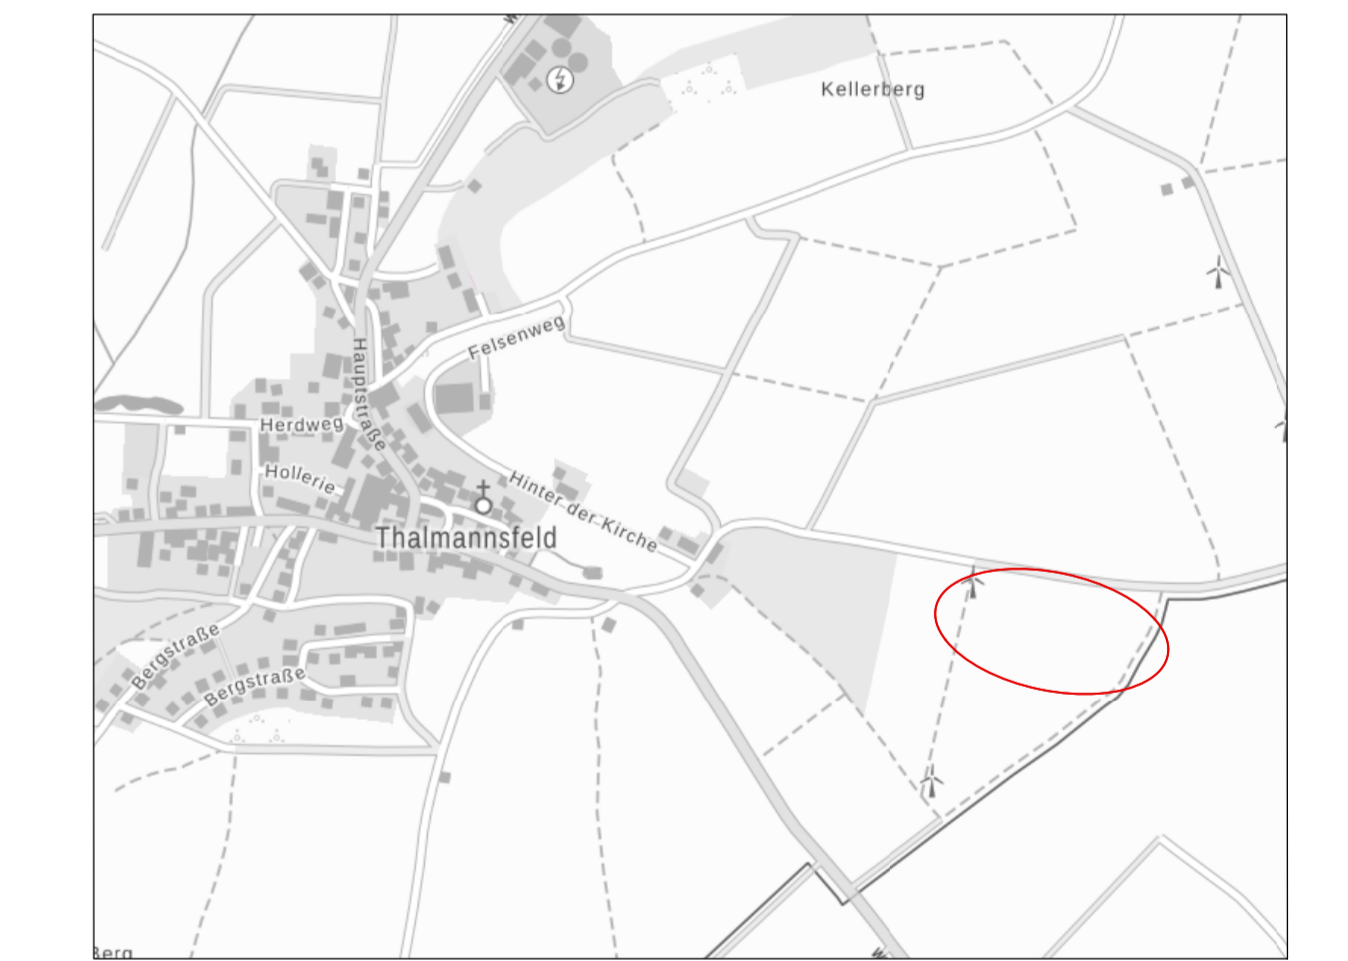 Kellerberg
Felsenweg
Hauptstraße
Herdweg
Hollerie
Hinter der Kirche
Thalmannsfeld
Bergstraße
Bergstraße